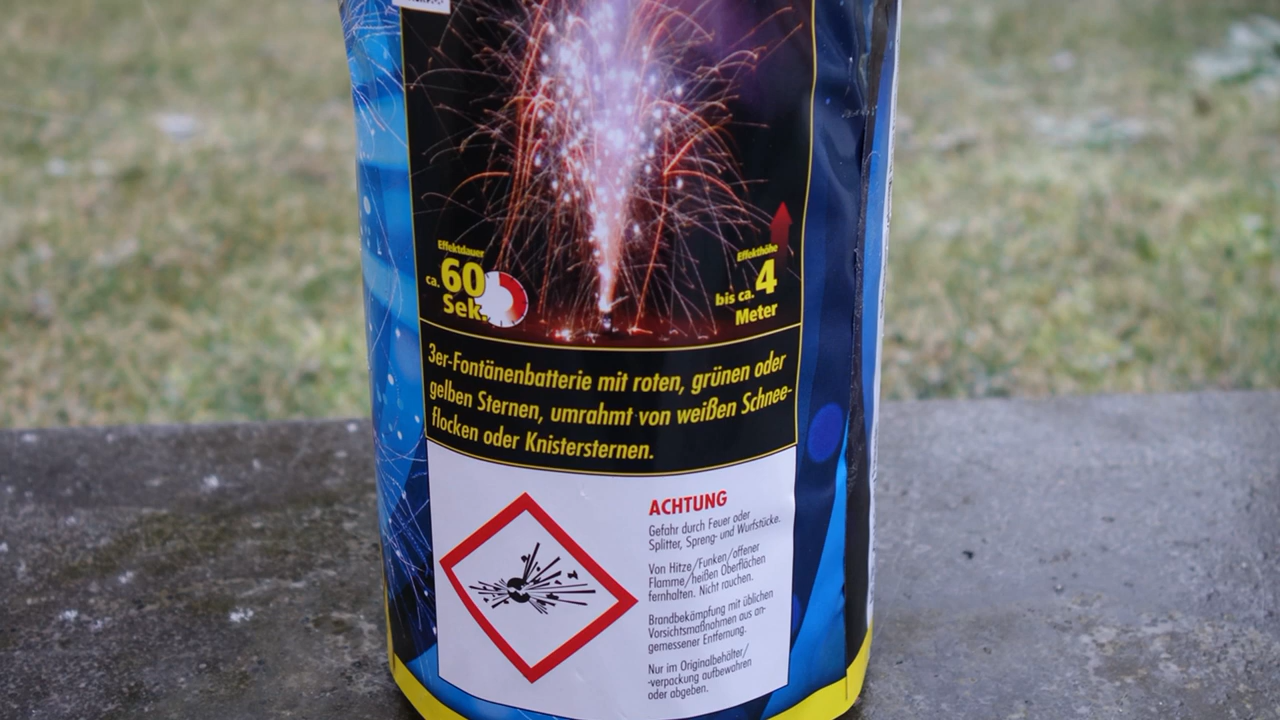 Effektdauer
ca. 60
Sek.
Effekthöhe
bis ca. 4
Meter
3er-Fontänenbatterie mit roten, grünen oder
gelben Sternen, umrahmt von weißen Schnee-
flocken oder Knistersternen.
ACHTUNG
Gefahr durch Feuer oder
Splitter, Spreng- und Wurfstücke.
Von Hitze/Funken/offener
Flamme/heißen Oberflächen
fernhalten. Nicht rauchen.
Brandbekämpfung mit üblichen
Vorsichtsmaßnahmen aus an-
gemessener Entfernung.
Nur im Originalbehälter/
-verpackung aufbewahren
oder abgeben.